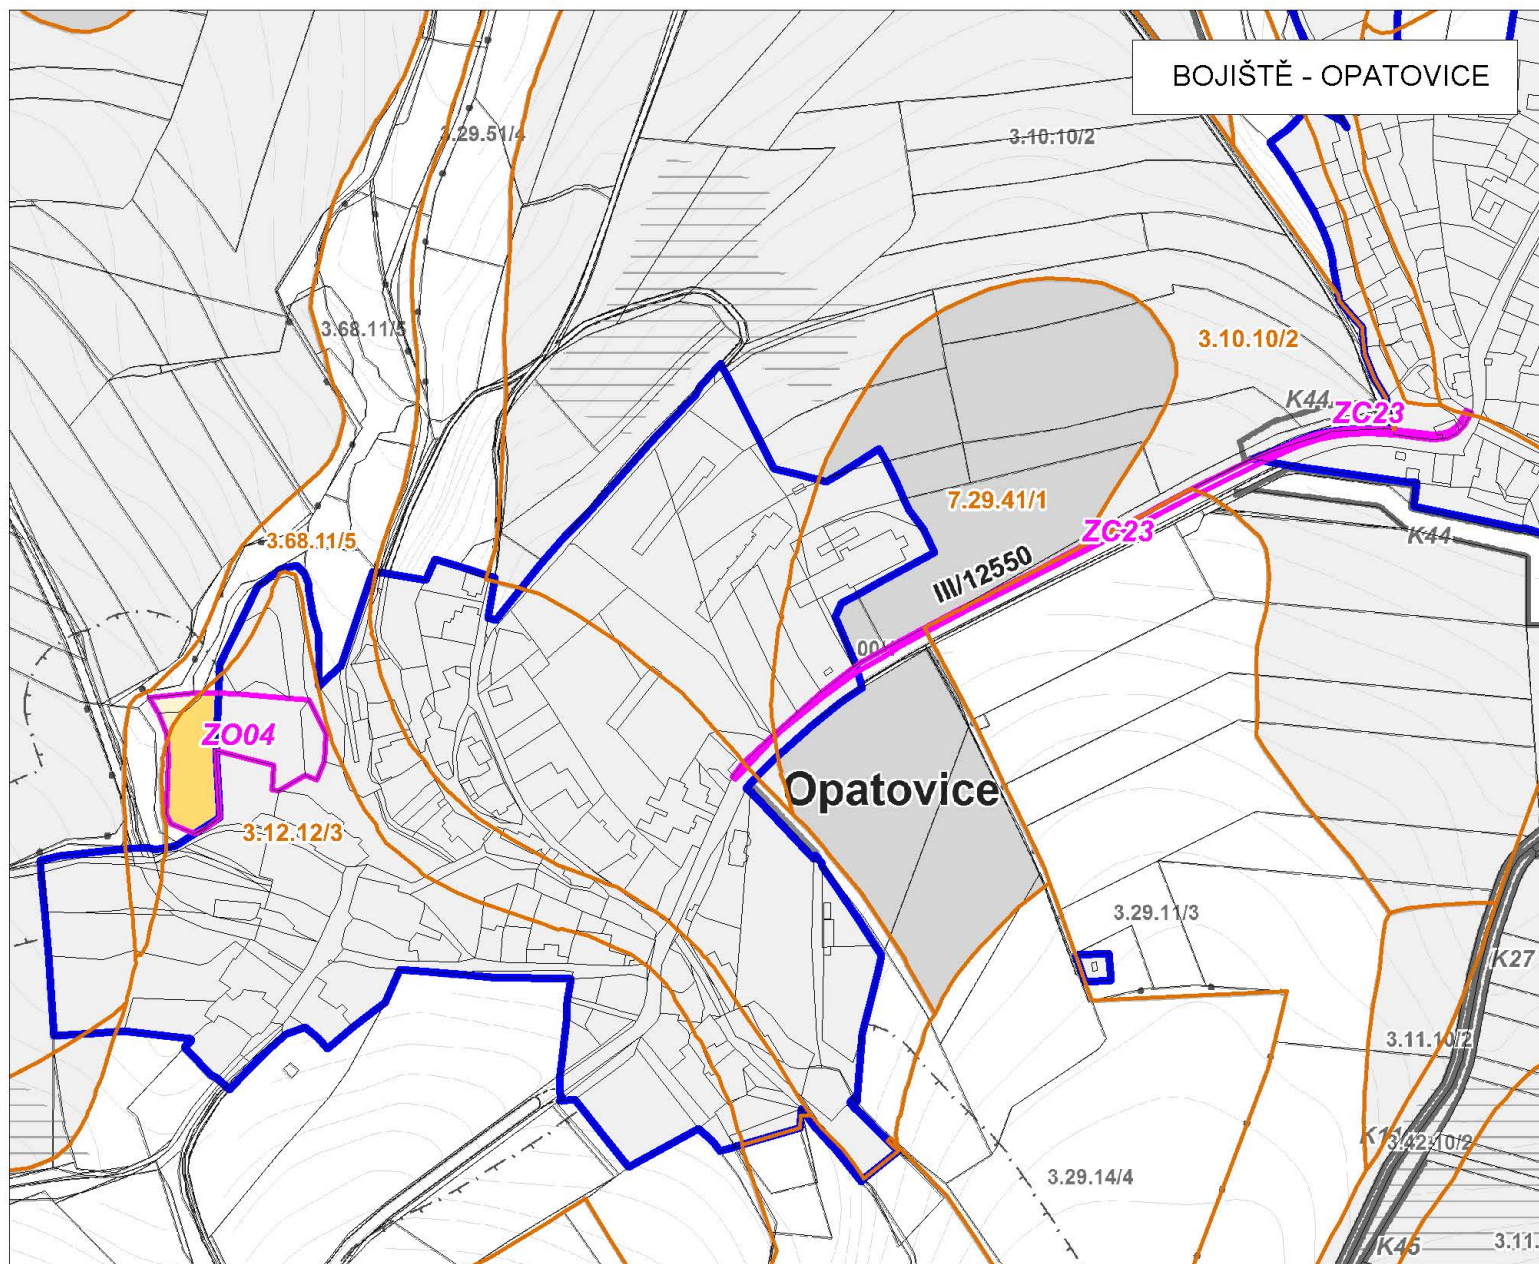 BOJIŠTĚ - OPATOVICE
3.29.51/4
3.10.10/2
3.68.11/5
3.10.10/2
K44
ZC23
7.29.41/1
ZC23
K44
3.68.11/5
III/12550
ZO04
Opatovice
3.12.12/3
3.29.11/3
K27
3.11.10/2
3.42.10/2
3.29.14/4
K45
3.11.